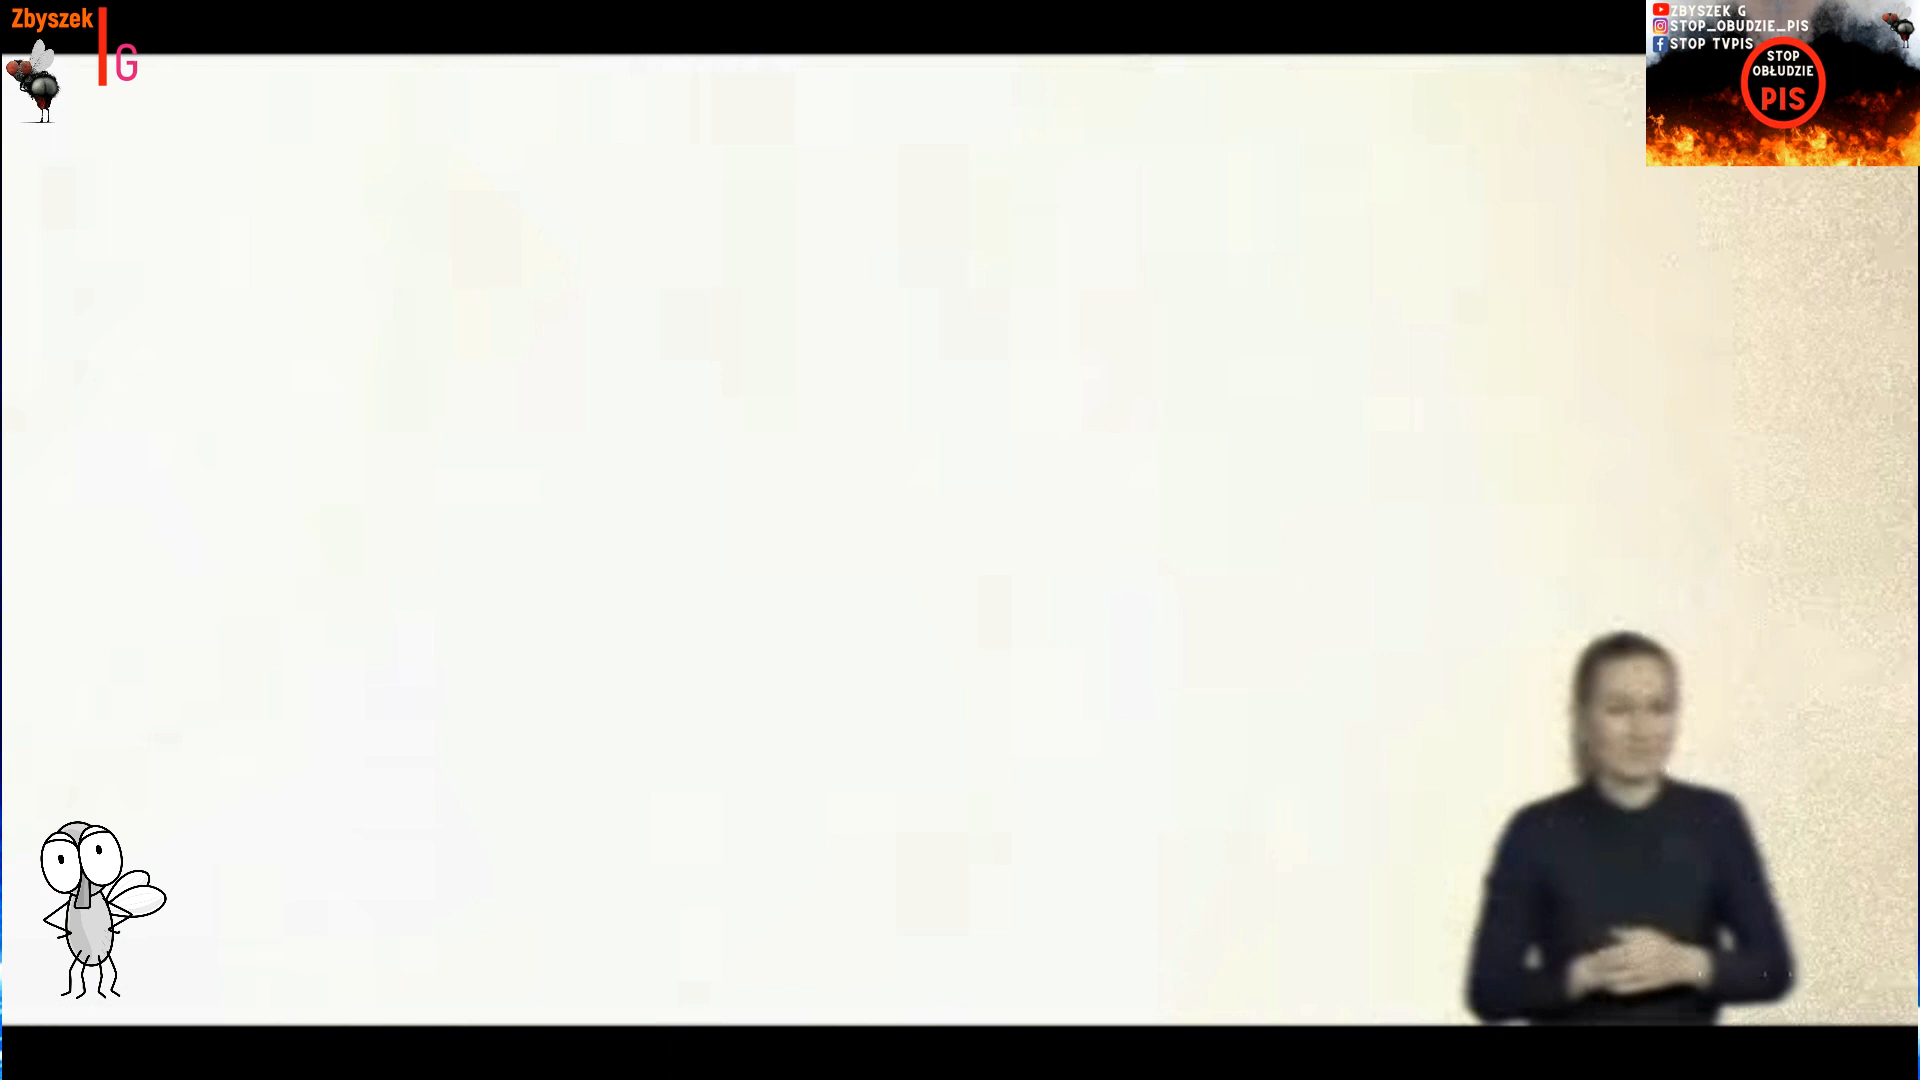 Zbyszek
G
ZBYSZEK G
STOP_OBUDZIE_PIS
STOP TVPIS
STOP
OBŁUDZIE
PIS